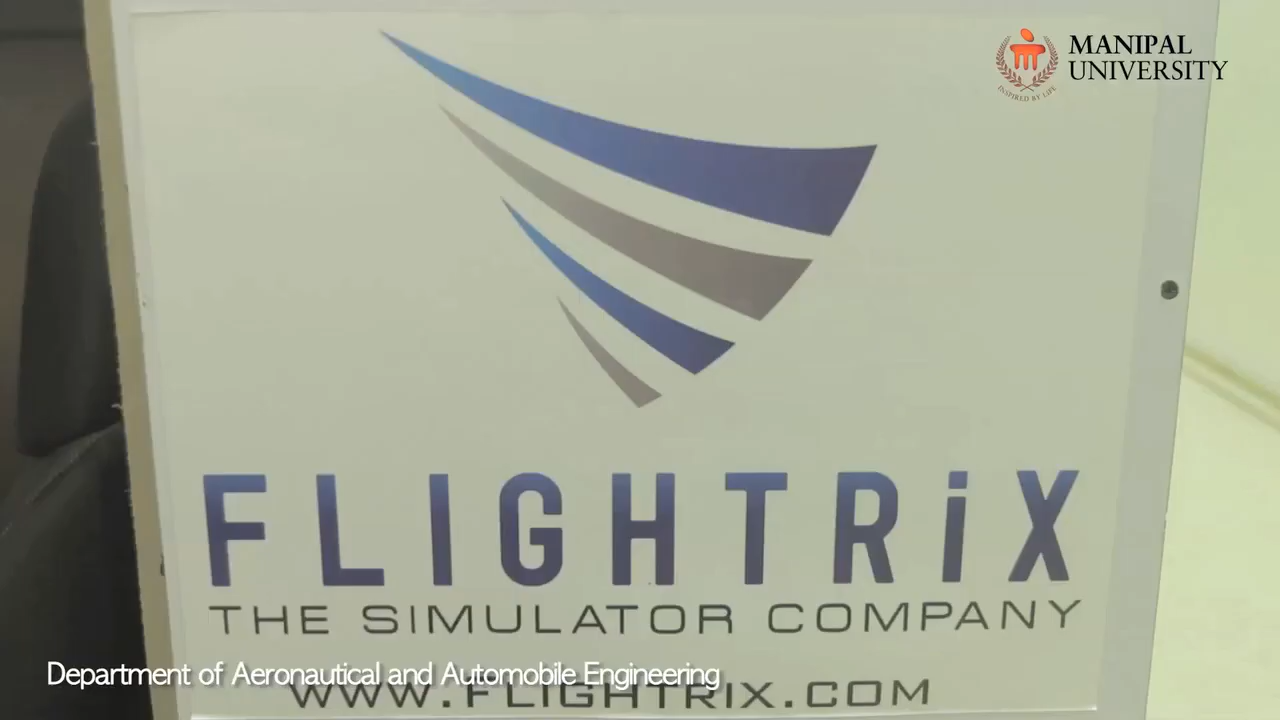 MANIPAL
UNIVERSITY
INSPIRED BY LIFE
FLIGHTRiX
THE SIMULATOR COMPANY
Department of Aeronautical and Automobile Engineering
WWW.FLIGHTRIX.COM